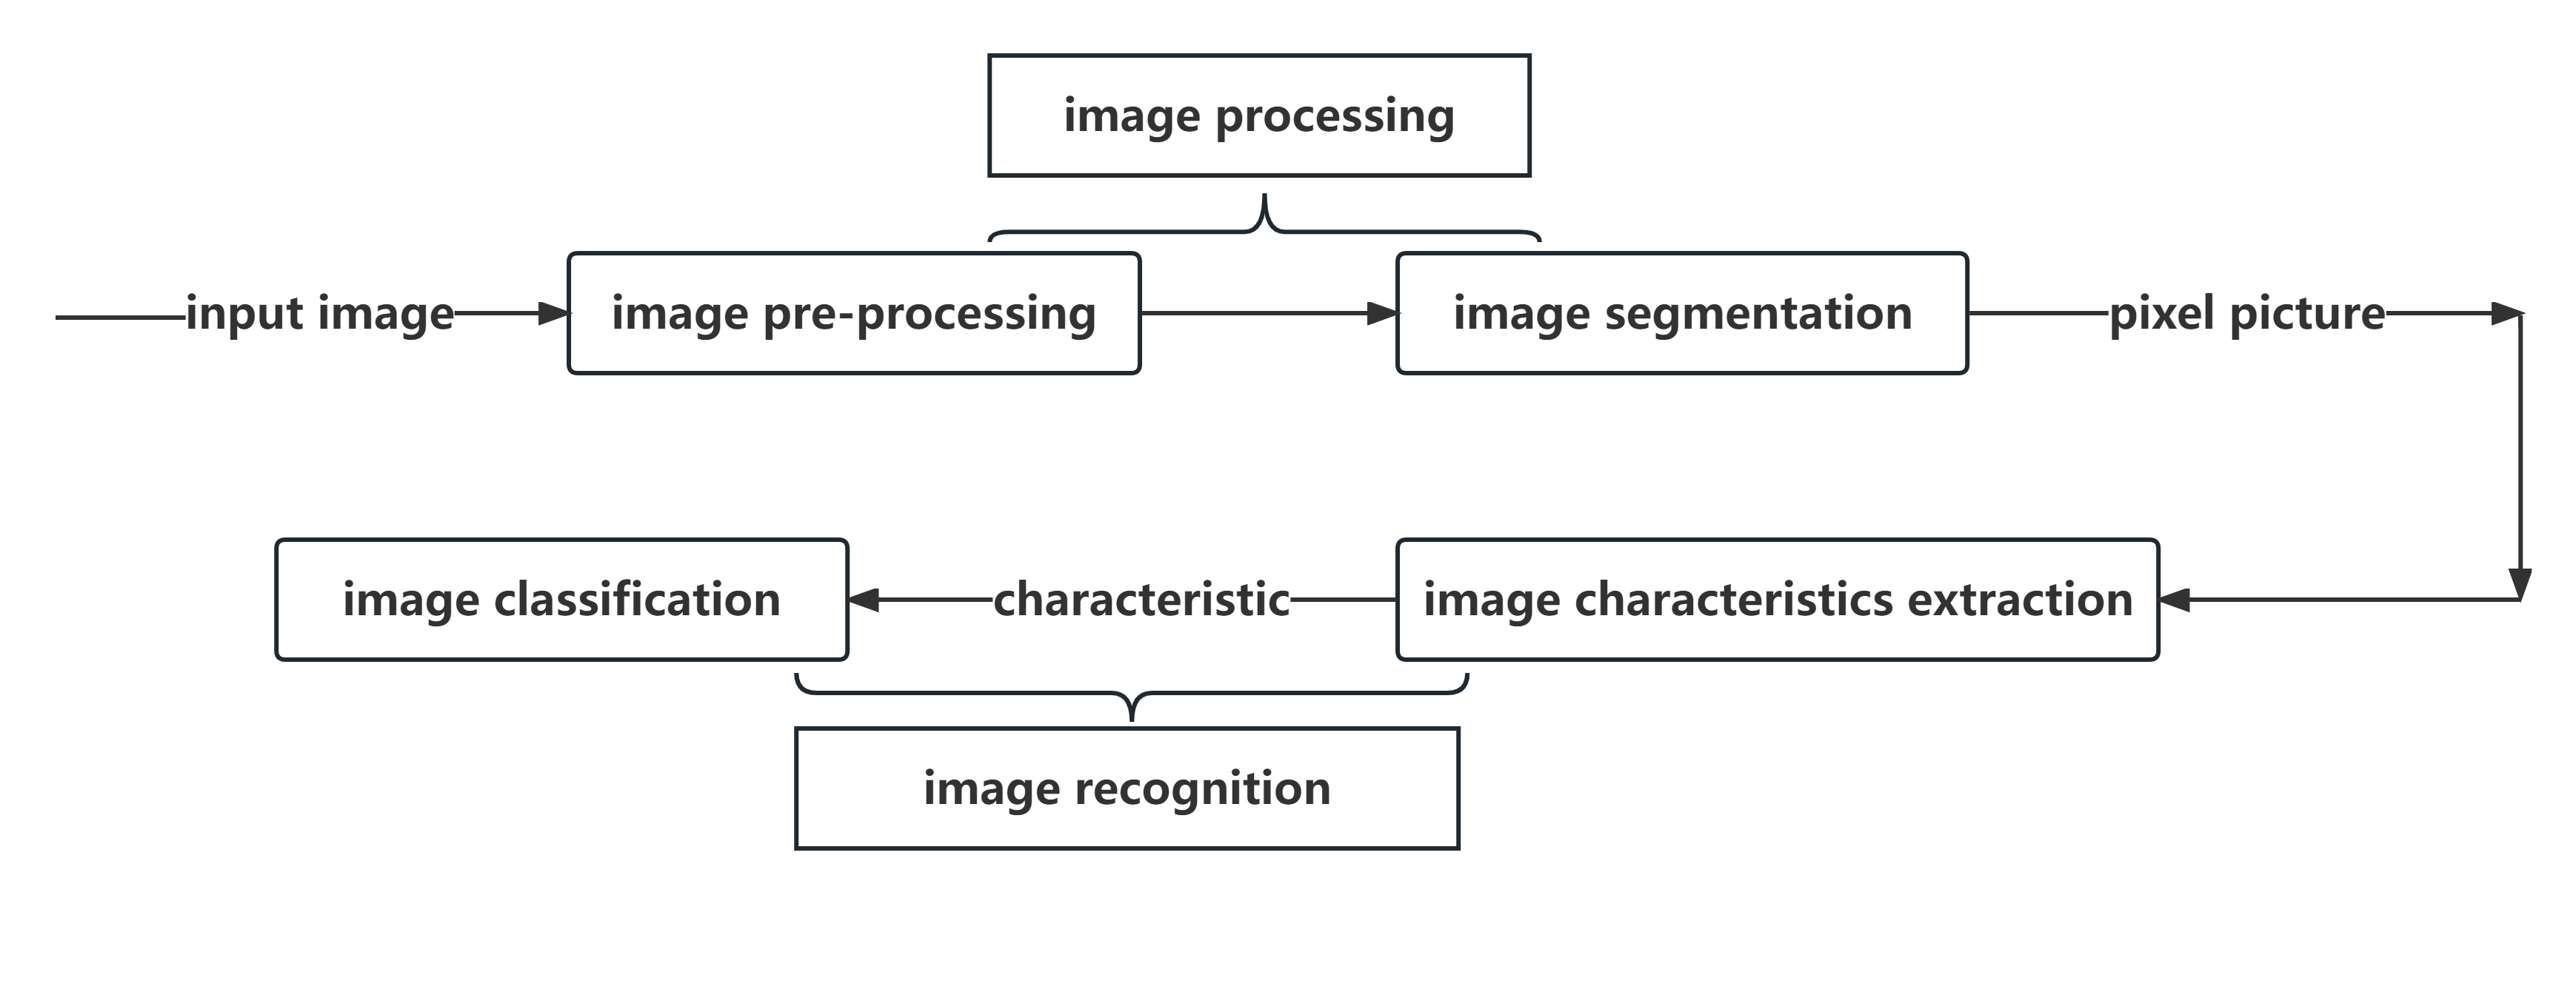 image processing
input image
image pre-processing
image segmentation
pixel picture
image classification
characteristic
image characteristics extraction
image recognition